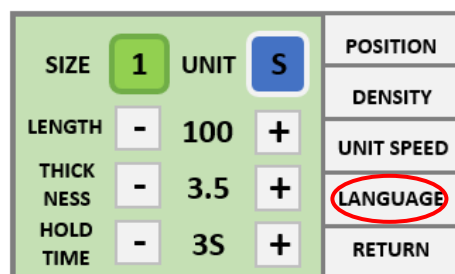 SIZE 1 UNIT S
LENGTH - 100 +
THICK
NESS - 3.5 +
HOLD
TIME - 3S +
POSITION
DENSITY
UNIT SPEED
LANGUAGE
RETURN